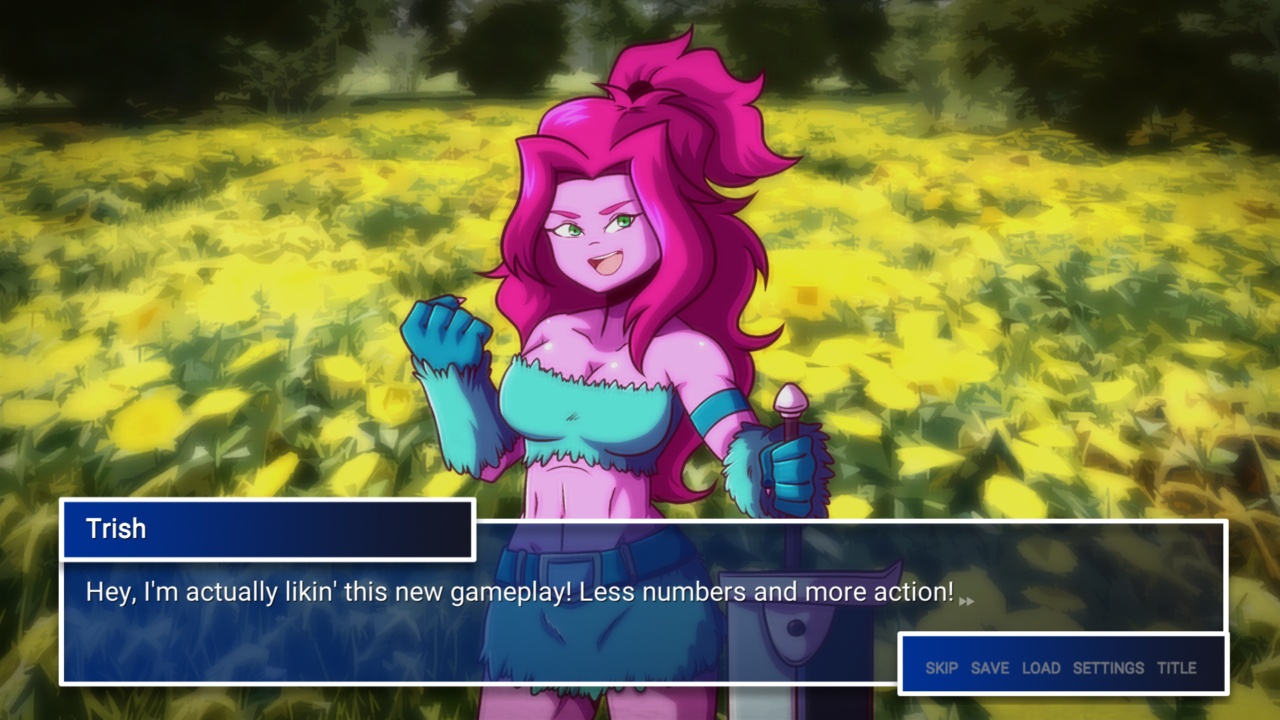 Trish
Hey, I'm actually likin' this new gameplay! Less numbers and more action!
SKIP SAVE LOAD SETTINGS TITLE